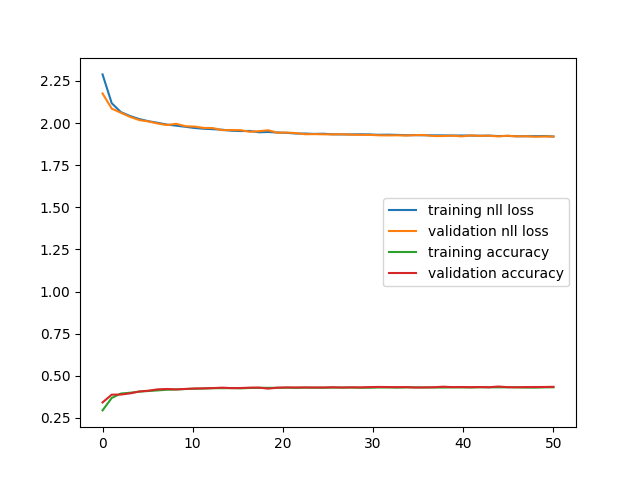 2.25
2.00
1.75
1.50
1.25
1.00
0.75
0.50
0.25
training nll loss
validation nll loss
training accuracy
validation accuracy
0 10 20 30 40 50